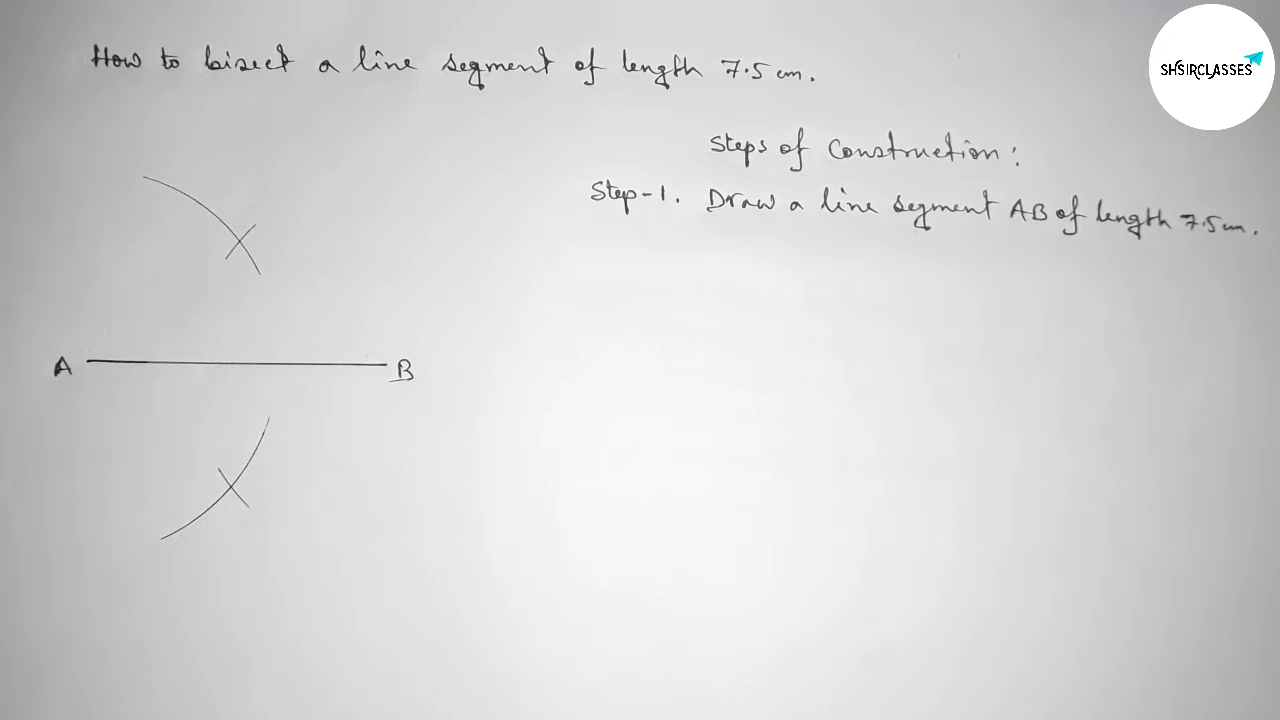 How to bisect a line segment of length 7.5 cm.
SHSIRCLASSES
Steps of Construction:
Step-1. Draw a line segment AB of length 7.5 cm.
A
B